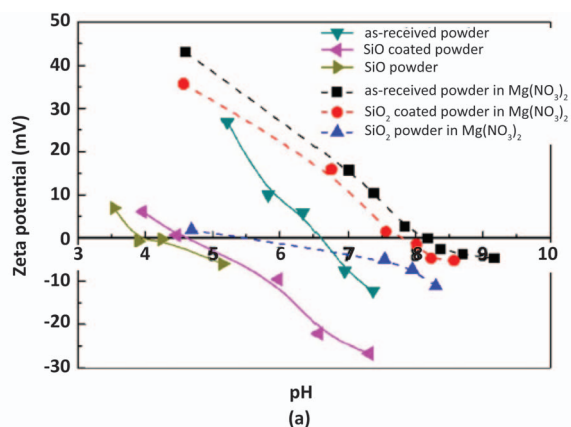 50
40
30
20
10
0
-10
-20
-30
Zeta potential (mV)
as-received powder
SiO coated powder
SiO powder
as-received powder in Mg(NO₃)₂
SiO₂ coated powder in Mg(NO₃)₂
SiO₂ powder in Mg(NO₃)₂
3 4 5 6 7 8 9 10
pH
(a)